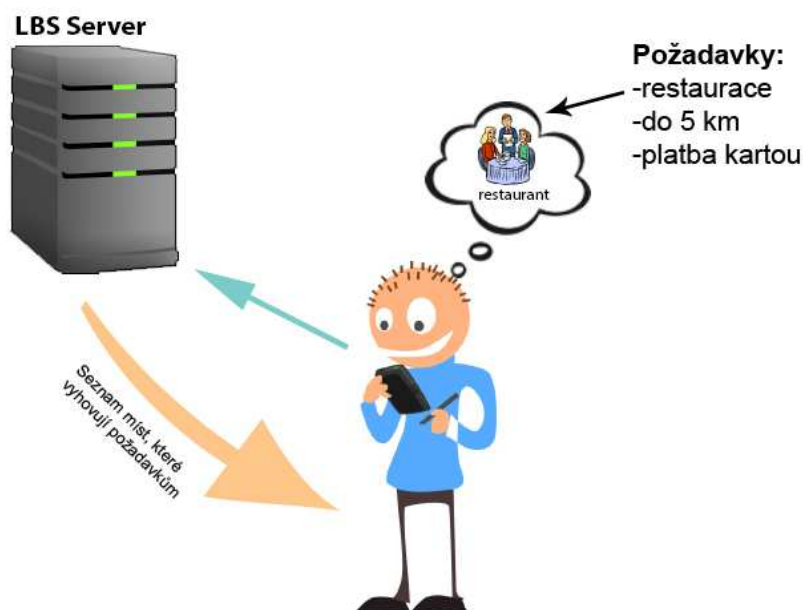 LBS Server
Požadavky:
-restaurace
-do 5 km
-platba kartou
restaurant
Seznam míst, které
vyhovují požadavkům